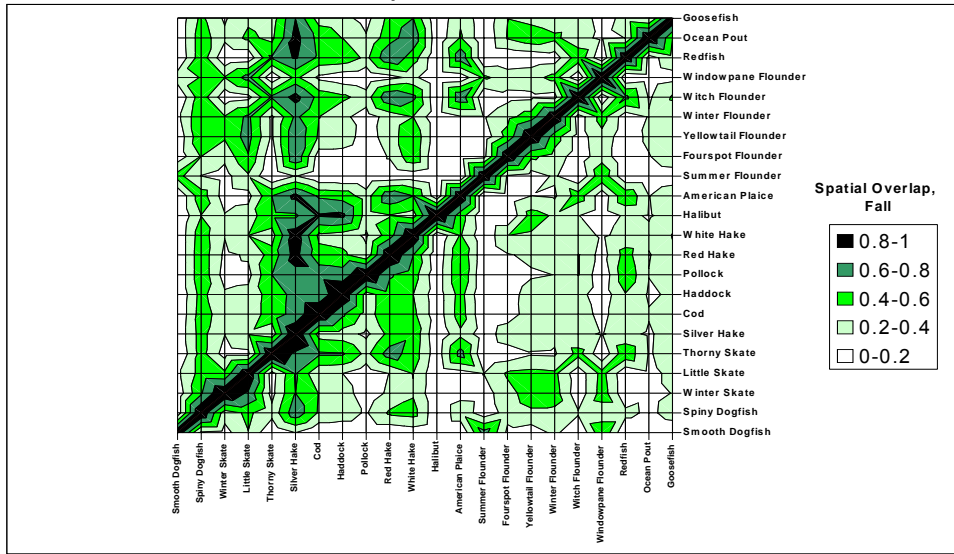 Goosefish
Ocean Pout
Redfish
Windowpane Flounder
Witch Flounder
Winter Flounder
Yellowtail Flounder
Fourspot Flounder
Summer Flounder
American Plaice
Halibut
White Hake
Red Hake
Pollock
Haddock
Cod
Silver Hake
Thorny Skate
Little Skate
Winter Skate
Spiny Dogfish
Smooth Dogfish
Smooth Dogfish
Spiny Dogfish
Winter Skate
Little Skate
Thorny Skate
Silver Hake
Cod
Haddock
Pollock
Red Hake
White Hake
Halibut
American Plaice
Summer Flounder
Fourspot Flounder
Yellowtail Flounder
Winter Flounder
Witch Flounder
Windowpane Flounder
Redfish
Ocean Pout
Goosefish
Spatial Overlap,
Fall
0.8-1
0.6-0.8
0.4-0.6
0.2-0.4
0-0.2